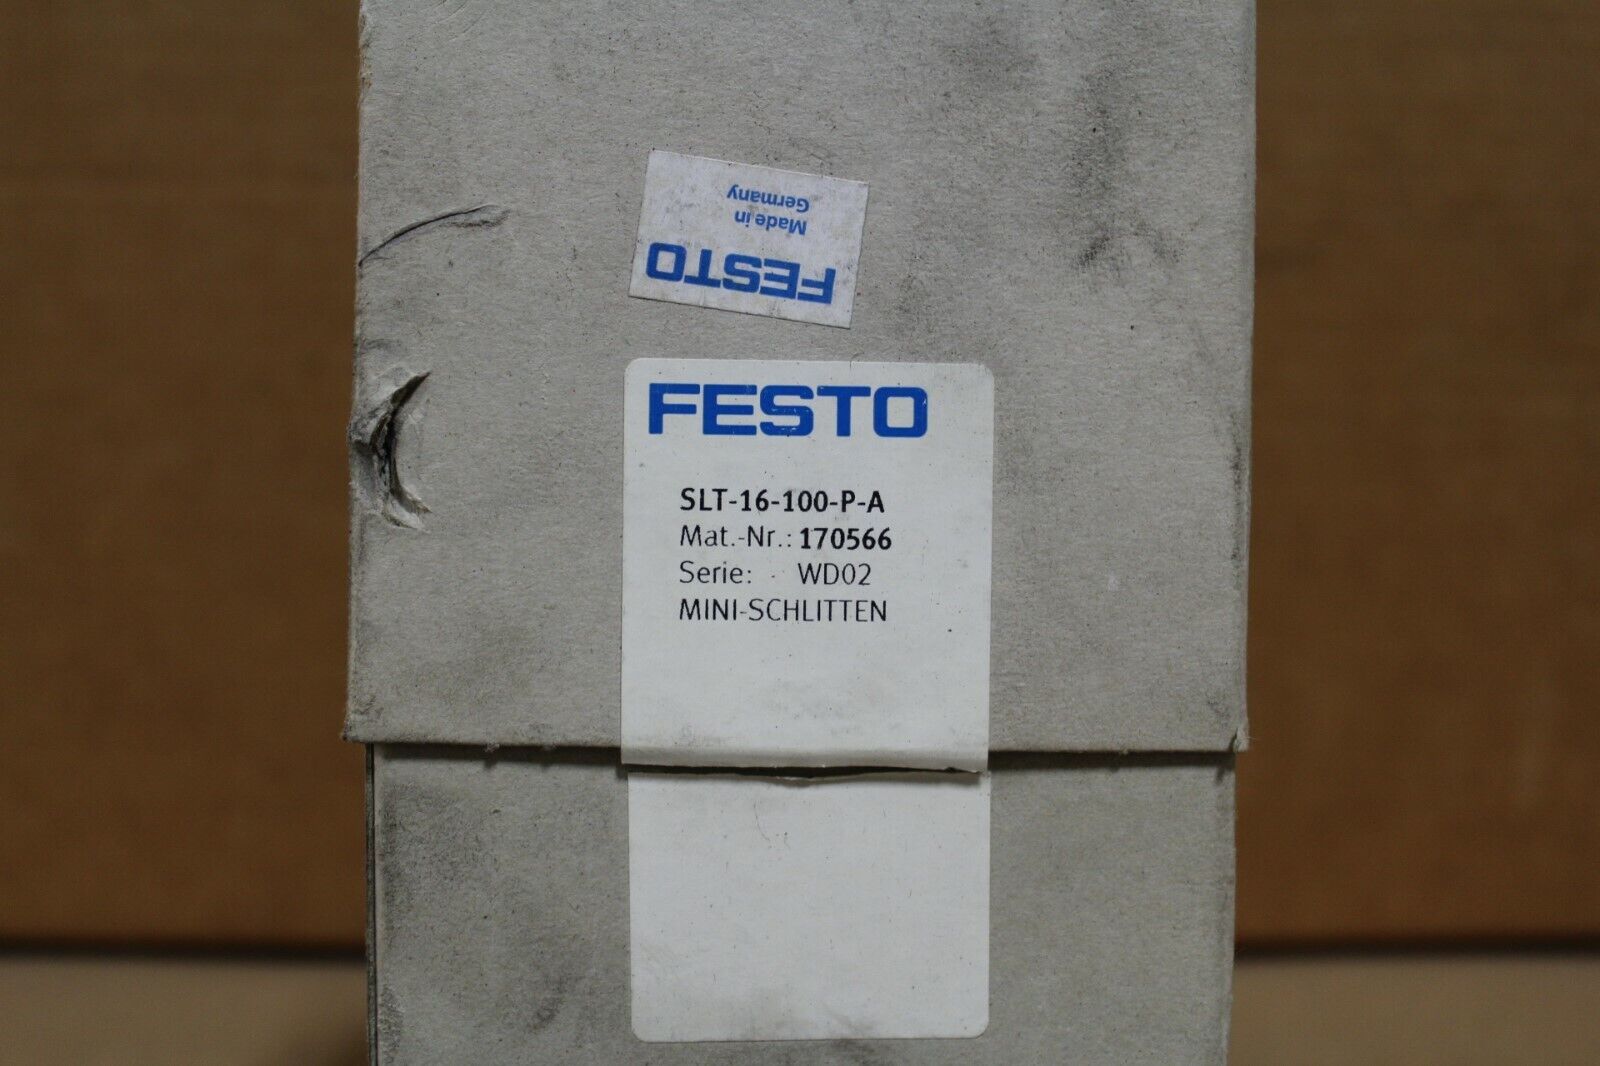 FESTO
Made in
Germany
FESTO
SLT-16-100-P-A
Mat.-Nr.: 170566
Serie: WD02
MINI-SCHLITTEN